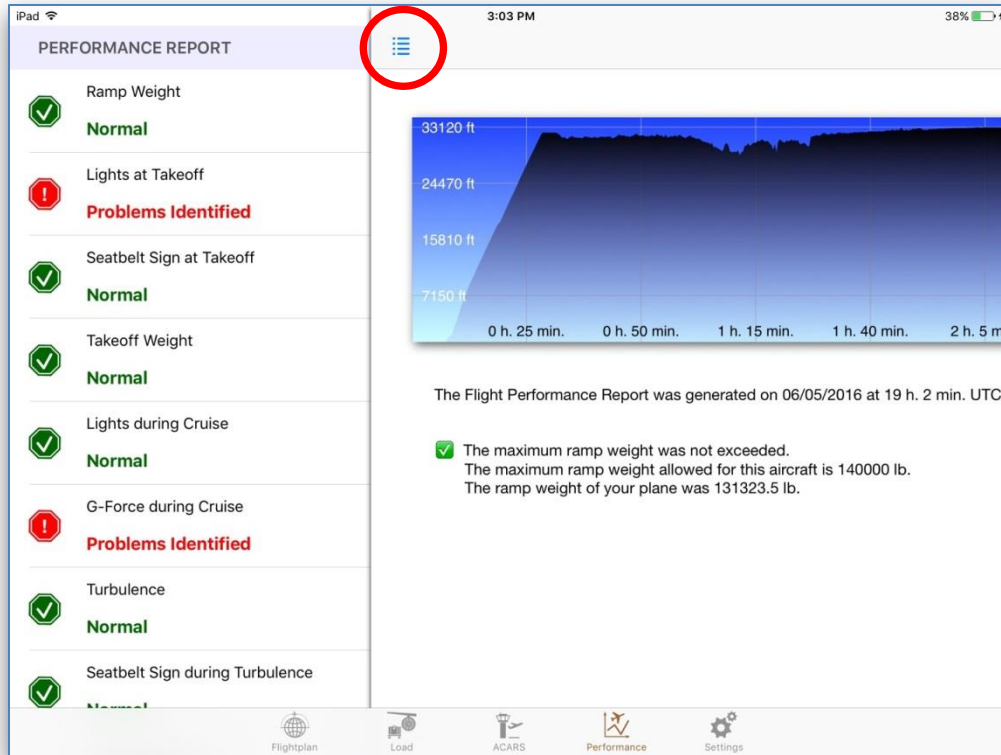 iPad
3:03 PM
38%
PERFORMANCE REPORT
Ramp Weight
Normal
Lights at Takeoff
Problems Identified
Seatbelt Sign at Takeoff
Normal
Takeoff Weight
Normal
Lights during Cruise
Normal
G-Force during Cruise
Problems Identified
Turbulence
Normal
Seatbelt Sign during Turbulence
Normal
33120 ft
24470 ft
15810 ft
7150 ft
0 h. 25 min.
0 h. 50 min.
1 h. 15 min.
1 h. 40 min.
2 h. 5 m
The Flight Performance Report was generated on 06/05/2016 at 19 h. 2 min. UTC
The maximum ramp weight was not exceeded.
The maximum ramp weight allowed for this aircraft is 140000 lb.
The ramp weight of your plane was 131323.5 lb.
Flightplan
Load
ACARS
Performance
Settings